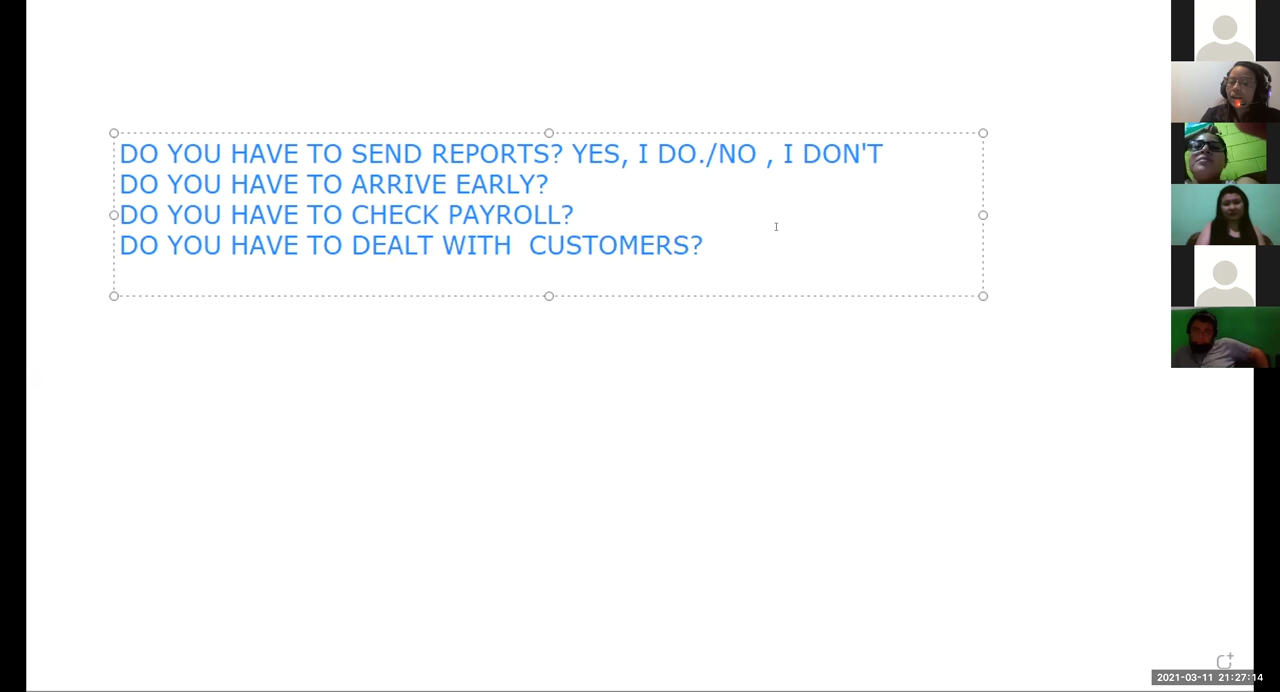 DO YOU HAVE TO SEND REPORTS? YES, I DO./NO , I DON'T
DO YOU HAVE TO ARRIVE EARLY?
DO YOU HAVE TO CHECK PAYROLL?
DO YOU HAVE TO DEALT WITH  CUSTOMERS?
2021-03-11 21:27:14